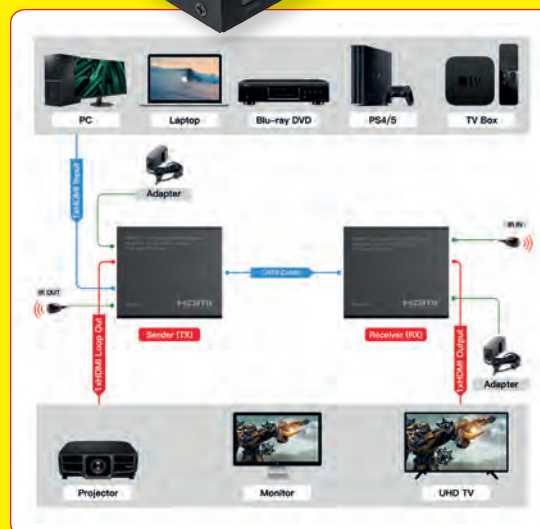 PC
Laptop
Blu-ray DVD
PS4/5
TV Box
tv
1xHDMI Input
Adapter
IR IN
CAT6 Cable
IR OUT
HDMI
HDMI
Sender (TX)
Receiver (RX)
1xHDMI Loop Out
1xHDMI Output
Adapter
Projector
Monitor
UHD TV